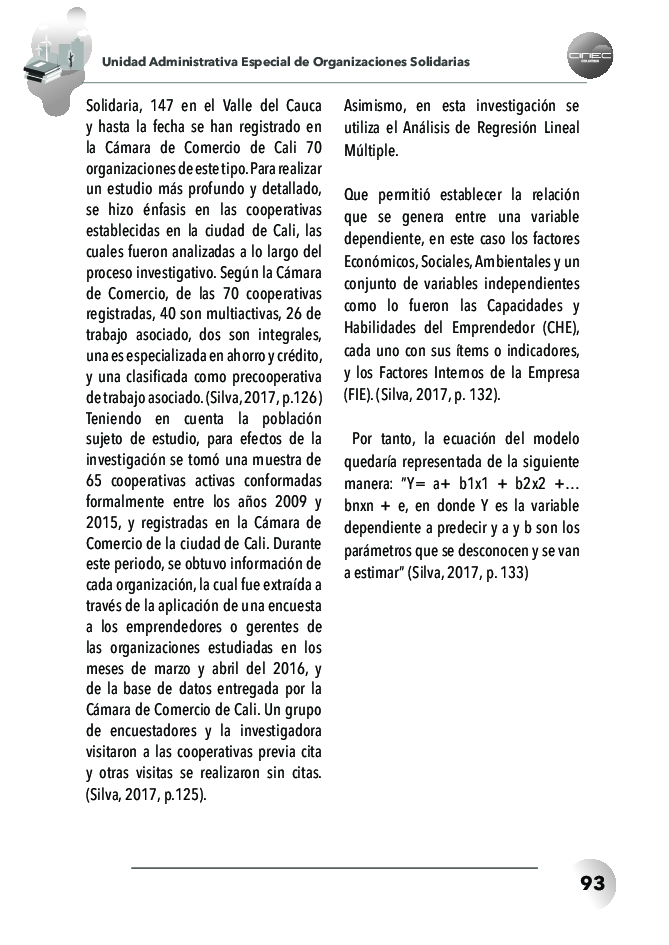 Unidad Administrativa Especial de Organizaciones Solidarias
CINEC
COLOMBIA
Solidaria, 147 en el Valle del Cauca
y hasta la fecha se han registrado en
la Cámara de Comercio de Cali 70
organizaciones de este tipo. Para realizar
un estudio más profundo y detallado,
se hizo énfasis en las cooperativas
establecidas en la ciudad de Cali, las
cuales fueron analizadas a lo largo del
proceso investigativo. Según la Cámara
de Comercio, de las 70 cooperativas
registradas, 40 son multiactivas, 26 de
trabajo asociado, dos son integrales,
una es especializada en ahorro y crédito,
y una clasificada como precooperativa
de trabajo asociado. (Silva, 2017, p.126 )
Teniendo en cuenta la población
sujeto de estudio, para efectos de la
investigación se tomó una muestra de
65 cooperativas activas conformadas
formalmente entre los años 2009 y
2015, y registradas en la Cámara de
Comercio de la ciudad de Cali. Durante
este periodo, se obtuvo información de
cada organización, la cual fue extraída a
través de la aplicación de una encuesta
a los emprendedores o gerentes de
las organizaciones estudiadas en los
meses de marzo y abril del 2016, y
de la base de datos entregada por la
Cámara de Comercio de Cali. Un grupo
de encuestadores y la investigadora
visitaron a las cooperativas previa cita
y otras visitas se realizaron sin citas.
(Silva, 2017, p.125).
Asimismo, en esta investigación se
utiliza el Análisis de Regresión Lineal
Múltiple.
Que permitió establecer la relación
que se genera entre una variable
dependiente, en este caso los factores
Económicos, Sociales, Ambientales y un
conjunto de variables independientes
como lo fueron las Capacidades y
Habilidades del Emprendedor (CHE),
cada uno con sus ítems o indicadores,
y los Factores Internos de la Empresa
(FIE). (Silva, 2017, p. 132).
Por tanto, la ecuación del modelo
quedaría representada de la siguiente
manera: "Y= a+ b1x1 + b2x2 +…
bnxn + e, en donde Y es la variable
dependiente a predecir y a y b son los
parámetros que se desconocen y se van
a estimar" (Silva, 2017, p. 133)
93